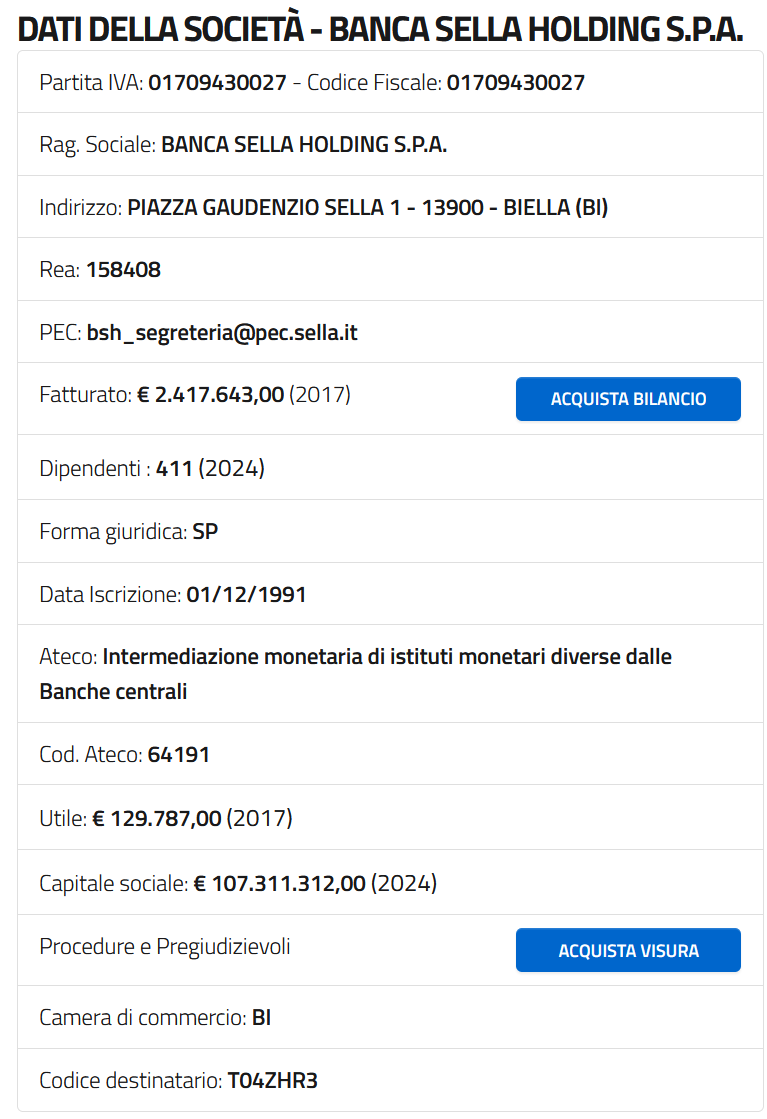 DATI DELLA SOCIETÀ - BANCA SELLA HOLDING S.P.A.
Partita IVA: 01709430027 - Codice Fiscale: 01709430027
Rag. Sociale: BANCA SELLA HOLDING S.P.A.
Indirizzo: PIAZZA GAUDENZIO SELLA 1 - 13900 - BIELLA (BI)
Rea: 158408
PEC: bsh_segreteria@pec.sella.it
Fatturato: € 2.417.643,00 (2017) ACQUISTA BILANCIO
Dipendenti : 411 (2024)
Forma giuridica: SP
Data Iscrizione: 01/12/1991
Ateco: Intermediazione monetaria di istituti monetari diverse dalle
Banche centrali
Cod. Ateco: 64191
Utile: € 129.787,00 (2017)
Capitale sociale: € 107.311.312,00 (2024)
Procedure e Pregiudizievoli ACQUISTA VISURA
Camera di commercio: BI
Codice destinatario: T04ZHR3